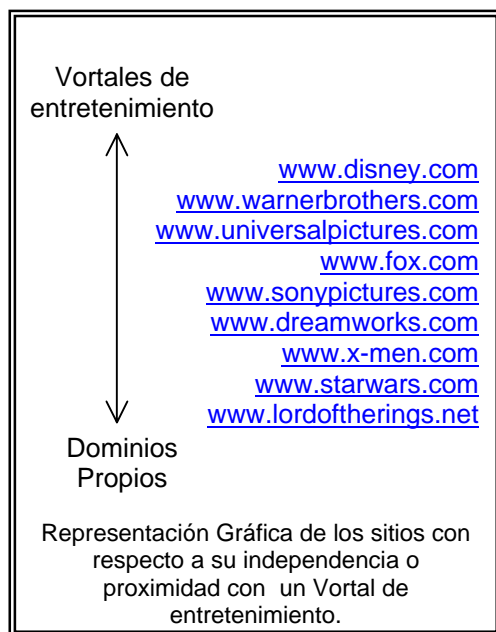 Vortales de
entretenimiento
www.disney.com
www.warnerbrothers.com
www.universalpictures.com
www.fox.com
www.sonypictures.com
www.dreamworks.com
www.x-men.com
www.starwars.com
www.lordoftherings.net
Dominios
Propios
Representación Gráfica de los sitios con
respecto a su independencia o
proximidad con un Vortal de
entretenimiento.